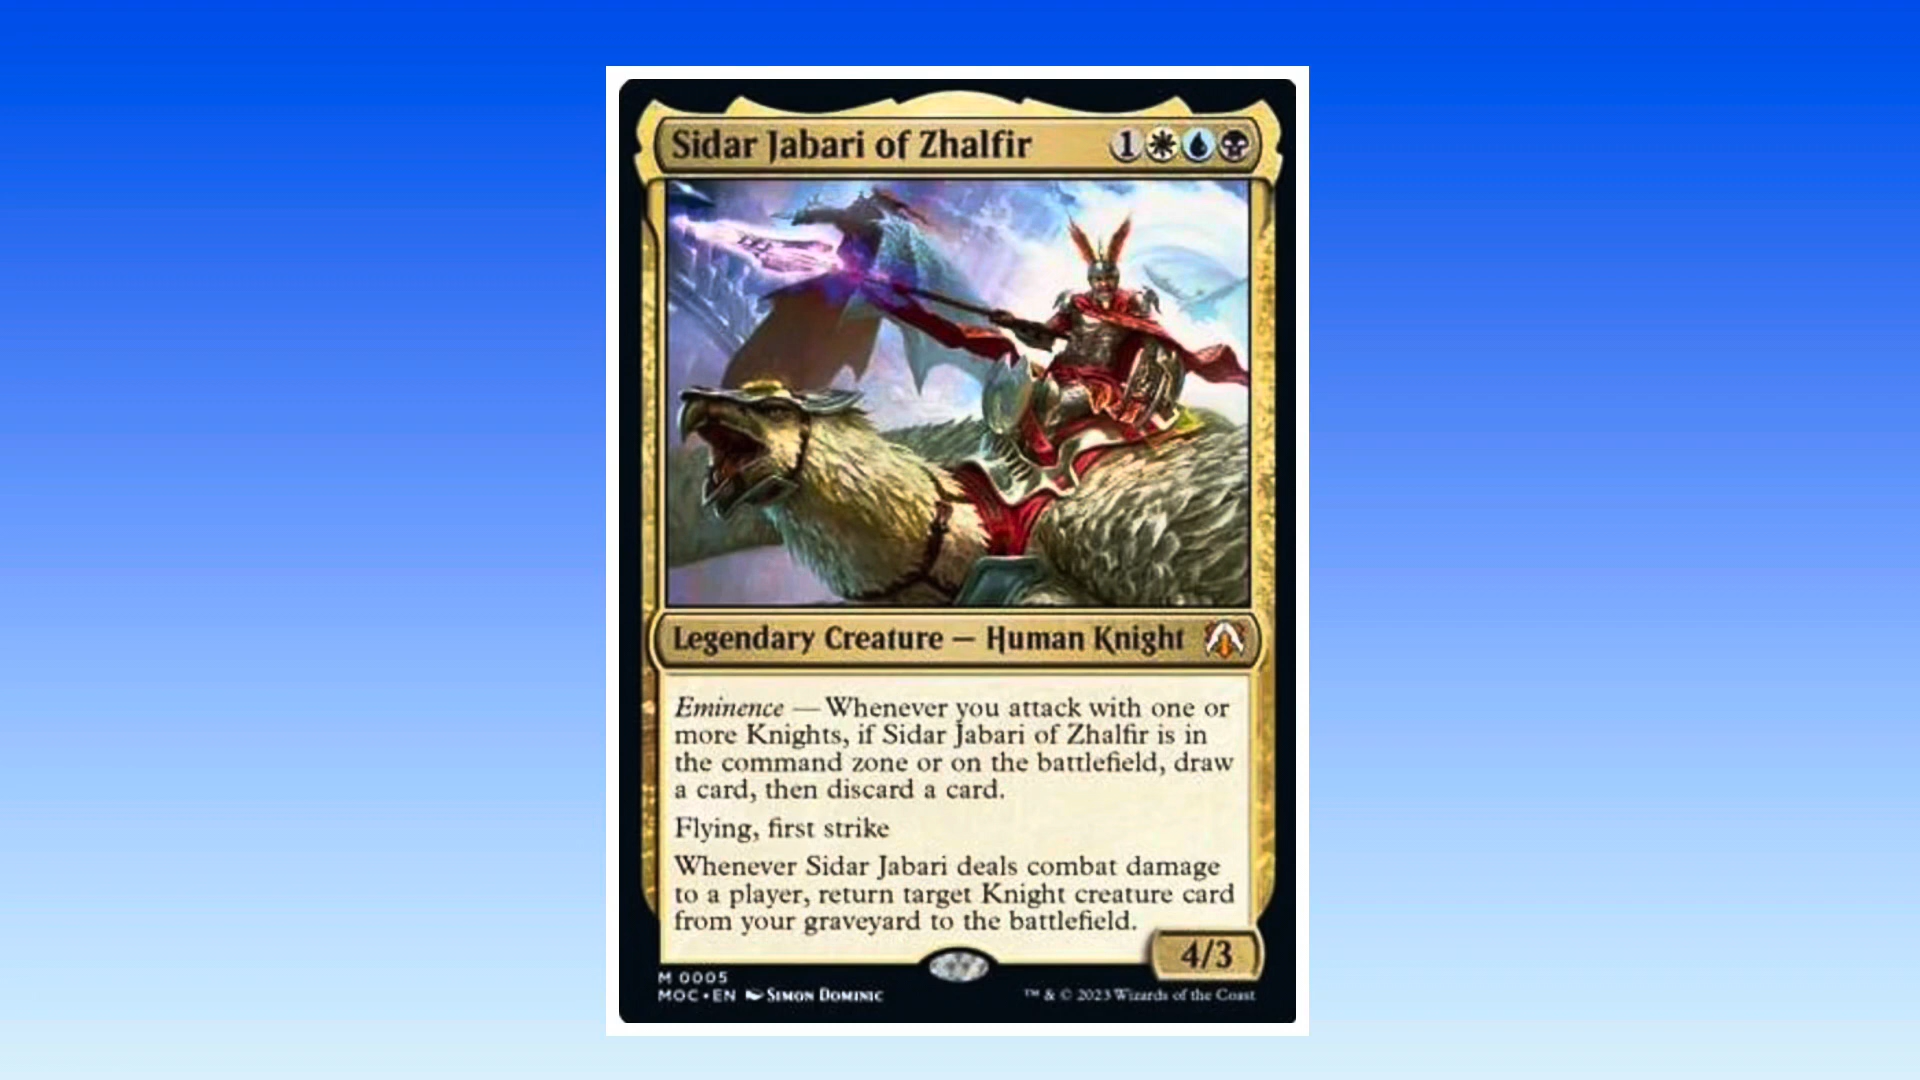 Sidar Jabari of Zhalfir 1
Legendary Creature — Human Knight
Eminence — Whenever you attack with one or
more Knights, if Sidar Jabari of Zhalfir is in
the command zone or on the battlefield, draw
a card, then discard a card.
Flying, first strike
Whenever Sidar Jabari deals combat damage
to a player, return target Knight creature card
from your graveyard to the battlefield.
4/3
M 0005
MOC • EN Simon Dominic
™ & © 2023 Wizards of the Coast